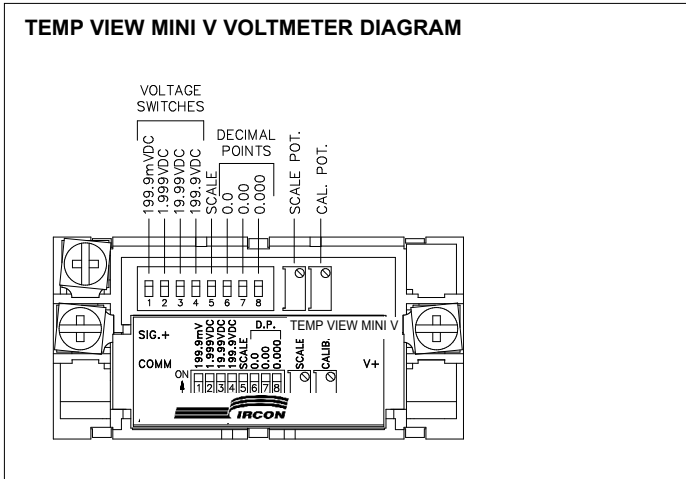 TEMP VIEW MINI V VOLTMETER DIAGRAM
VOLTAGE
SWITCHES
DECIMAL
POINTS
199.9mVDC
1.999VDC
19.99VDC
199.9VDC
SCALE
0.0
0.00
0.000
SCALE POT.
CAL. POT.
1 2 3 4 5 6 7 8
SIG.+
COMM
ON
199.9mV
1.999VDC
19.99VDC
199.9VDC
SCALE
D.P.
0.0
0.00
0.000
TEMP VIEW MINI V
SCALE
CALIB.
V+
1 2 3 4 5 6 7 8
IRCON